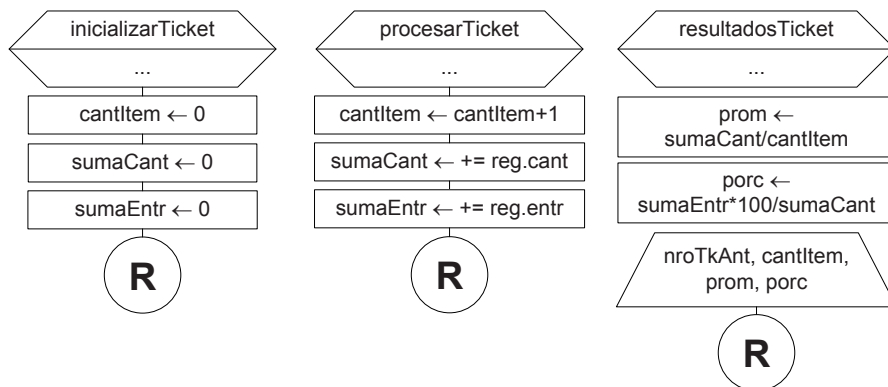 inicializarTicket
...
cantItem ← 0
sumaCant ← 0
sumaEntr ← 0
R
procesarTicket
...
cantItem ← cantItem+1
sumaCant ← += reg.cant
sumaEntr ← += reg.entr
R
resultadosTicket
...
prom ←
sumaCant/cantItem
porc ←
sumaEntr*100/sumaCant
nroTkAnt, cantItem,
prom, porc
R